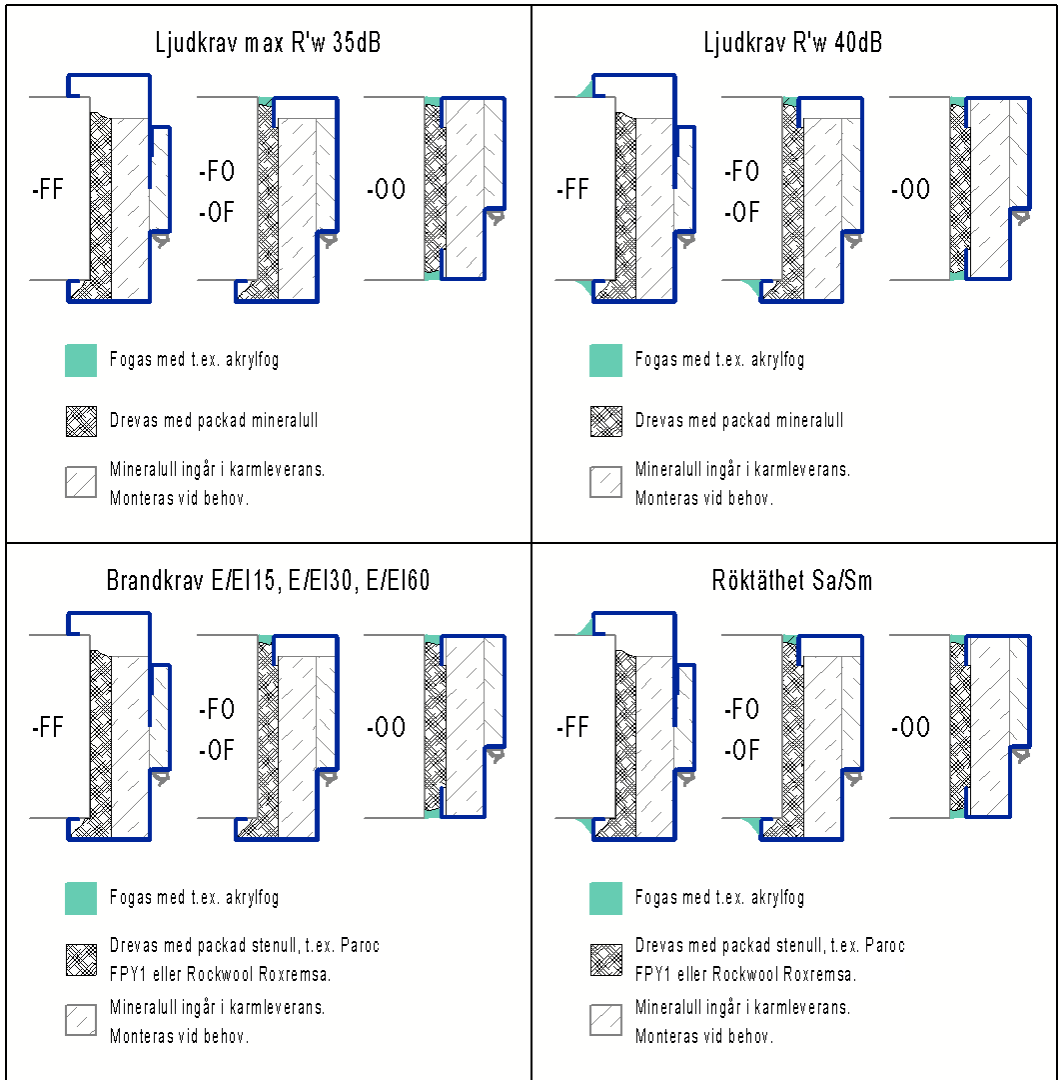 Ljudkrav max R'w 35dB
-FF
-FO
-OF
-OO
Fogas med t.ex. akrylfog
Drevas med packad mineralull
Mineralull ingår i karmleverans.
Monteras vid behov.
Ljudkrav R'w 40dB
-FF
-FO
-OF
-OO
Fogas med t.ex. akrylfog
Drevas med packad mineralull
Mineralull ingår i karmleverans.
Monteras vid behov.
Brandkrav E/EI15, E/EI30, E/EI60
-FF
-FO
-OF
-OO
Fogas med t.ex. akrylfog
Drevas med packad stenull, t.ex. Paroc
FPY1 eller Rockwool Roxremsa.
Mineralull ingår i karmleverans.
Monteras vid behov.
Röktäthet Sa/Sm
-FF
-FO
-OF
-OO
Fogas med t.ex. akrylfog
Drevas med packad stenull, t.ex. Paroc
FPY1 eller Rockwool Roxremsa.
Mineralull ingår i karmleverans.
Monteras vid behov.